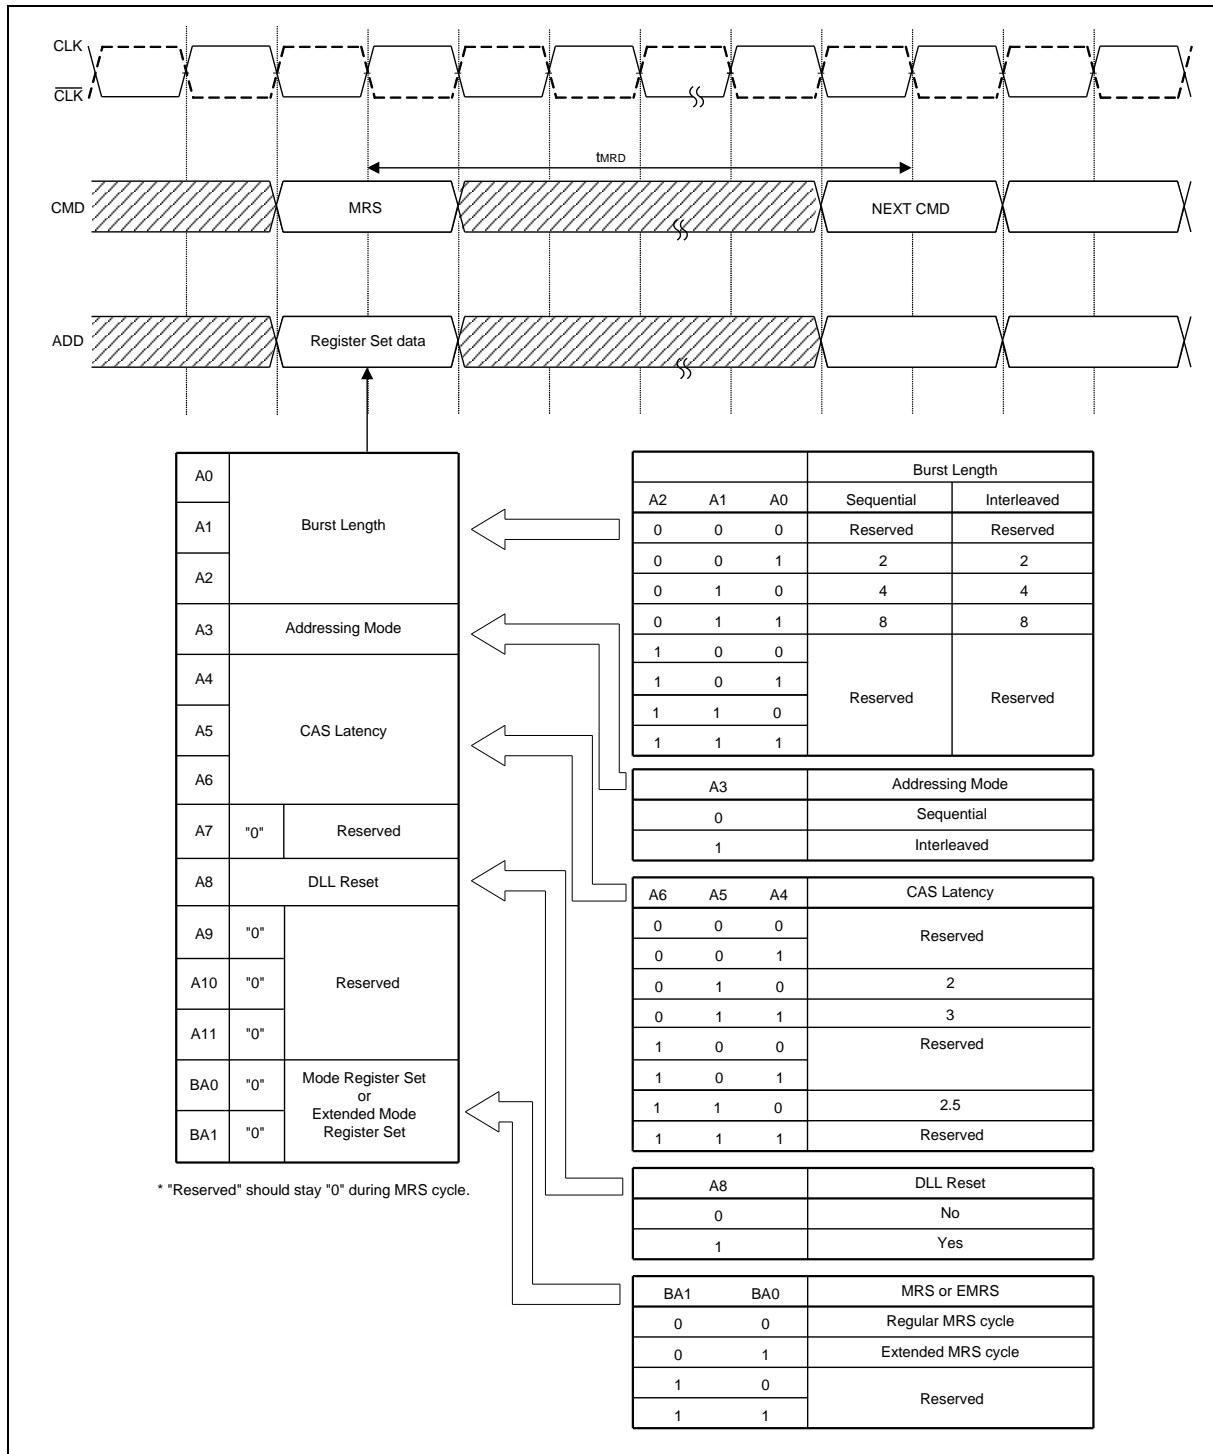 CLK
CLK
tMRD
CMD
MRS
NEXT CMD
ADD
Register Set data
A0
A1
A2
Burst Length
A3
Addressing Mode
A4
A5
A6
CAS Latency
A7 "0" Reserved
A8 DLL Reset
A9 "0"
A10 "0" Reserved
A11 "0"
BA0 "0"
BA1 "0"
Mode Register Set
or
Extended Mode
Register Set
* "Reserved" should stay "0" during MRS cycle.
Burst Length
A2 A1 A0 Sequential Interleaved
0 0 0 Reserved Reserved
0 0 1 2 2
0 1 0 4 4
0 1 1 8 8
1 0 0
1 0 1
Reserved Reserved
1 1 0
1 1 1
A3 Addressing Mode
0 Sequential
1 Interleaved
A6 A5 A4 CAS Latency
0 0 0
Reserved
0 0 1
0 1 0 2
0 1 1 3
1 0 0 Reserved
1 0 1
1 1 0 2.5
1 1 1 Reserved
A8 DLL Reset
0 No
1 Yes
BA1 BA0 MRS or EMRS
0 0 Regular MRS cycle
0 1 Extended MRS cycle
1 0
Reserved
1 1